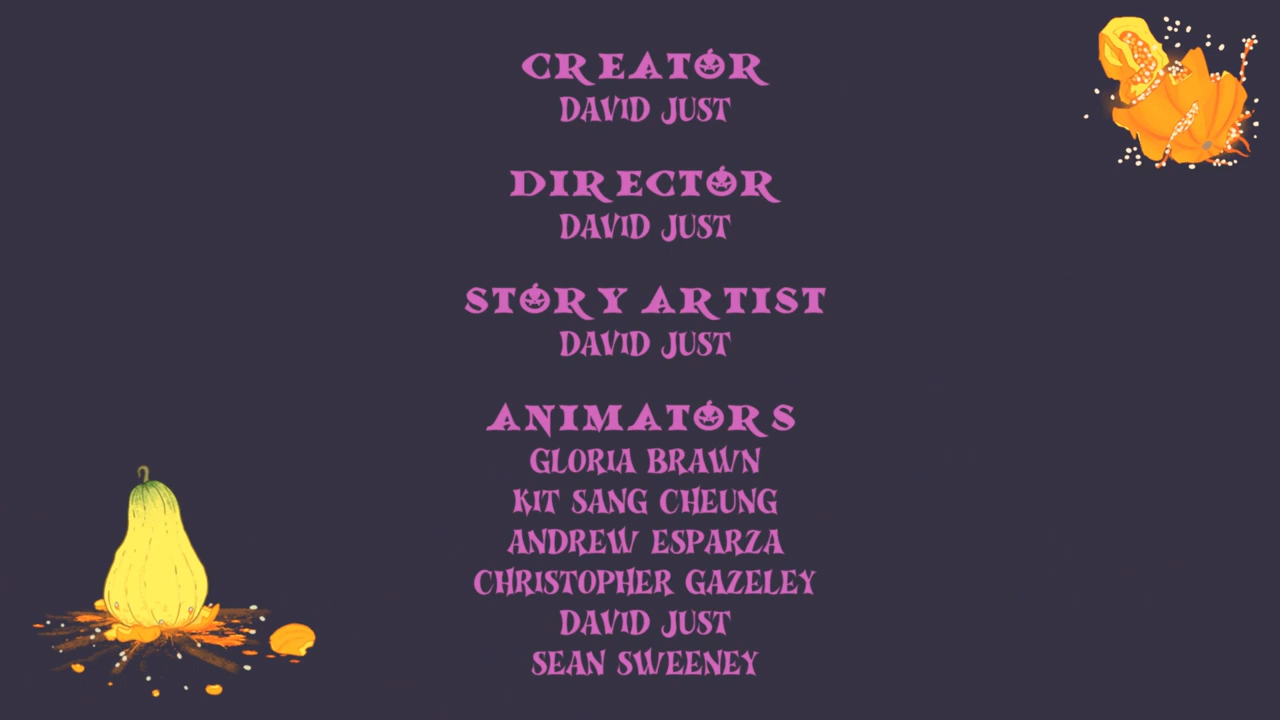 CREATOR
DAVID JUST
DIRECTOR
DAVID JUST
STORY ARTIST
DAVID JUST
ANIMATORS
GLORIA BRAWN
KIT SANG CHEUNG
ANDREW ESPARZA
CHRISTOPHER GAZELEY
DAVID JUST
SEAN SWEENEY